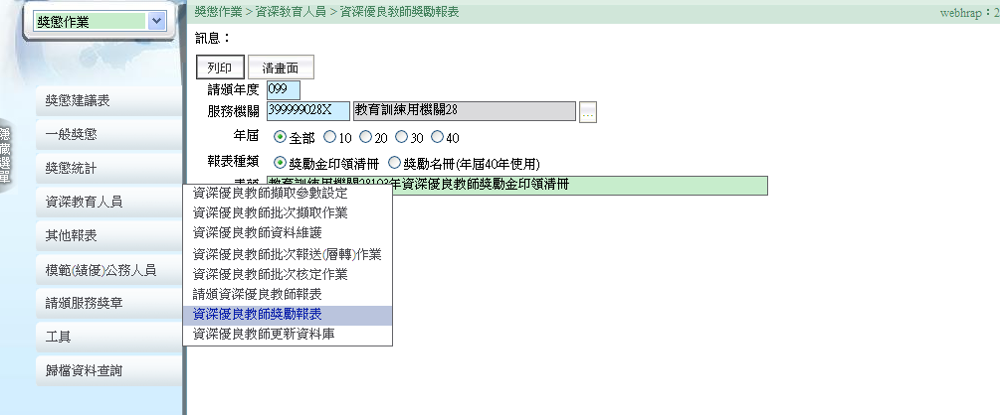 獎懲作業
獎懲作業 > 資深教育人員 > 資深優良教師獎勵報表
webhrap：2
訊息：
列印 清畫面
請頒年度 099
服務機關 399999028X 教育訓練用機關28 ...
年屆 全部 10 20 30 40
報表種類 獎勵金印領清冊 獎勵名冊(年屆40年使用)
教育訓練用機關28103年資深優良教師獎勵金印領清冊
隱藏選單
獎懲建議表
一般獎懲
獎懲統計
資深教育人員
其他報表
模範(績優)公務人員
請頒服務獎章
工具
歸檔資料查詢
資深優良教師擷取參數設定
資深優良教師批次擷取作業
資深優良教師資料維護
資深優良教師批次報送(層轉)作業
資深優良教師批次核定作業
請頒資深優良教師報表
資深優良教師獎勵報表
資深優良教師更新資料庫